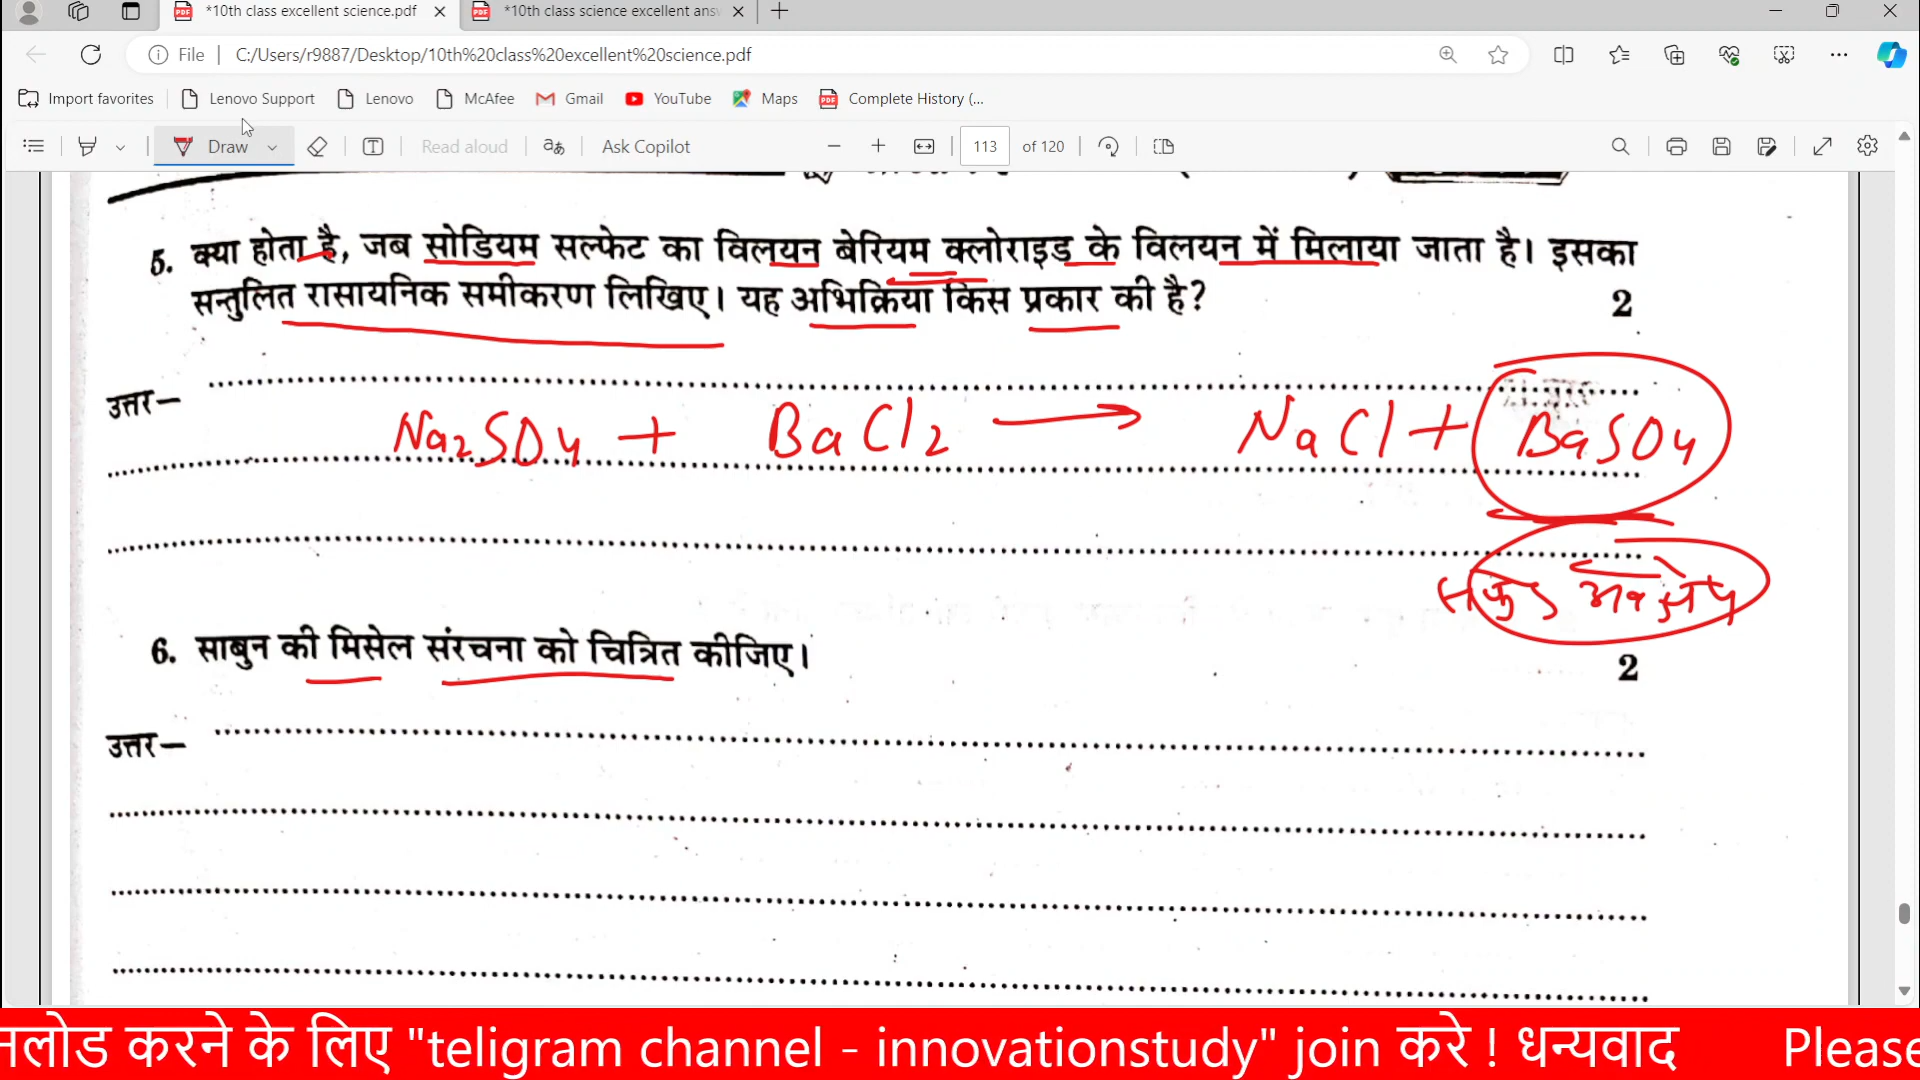 *10th class excellent science.pdf
*10th class science excellent ans
File
C:/Users/r9887/Desktop/10th%20class%20excellent%20science.pdf
Import favorites
Lenovo Support
Lenovo
McAfee
Gmail
YouTube
Maps
Complete History (...
Draw
Read aloud
Ask Copilot
113
of 120
5. क्या होता है, जब सोडियम सल्फेट का विलयन बेरियम क्लोराइड के विलयन में मिलाया जाता है। इसका
सन्तुलित रासायनिक समीकरण लिखिए। यह अभिक्रिया किस प्रकार की है? 2
उत्तर—
Na2SO4 + BaCl2 → NaCl + BaSO4
6. साबुन की मिसेल संरचना को चित्रित कीजिए। 2
उत्तर—
नलोड करने के लिए "teligram channel - innovationstudy" join करे ! धन्यवाद Please